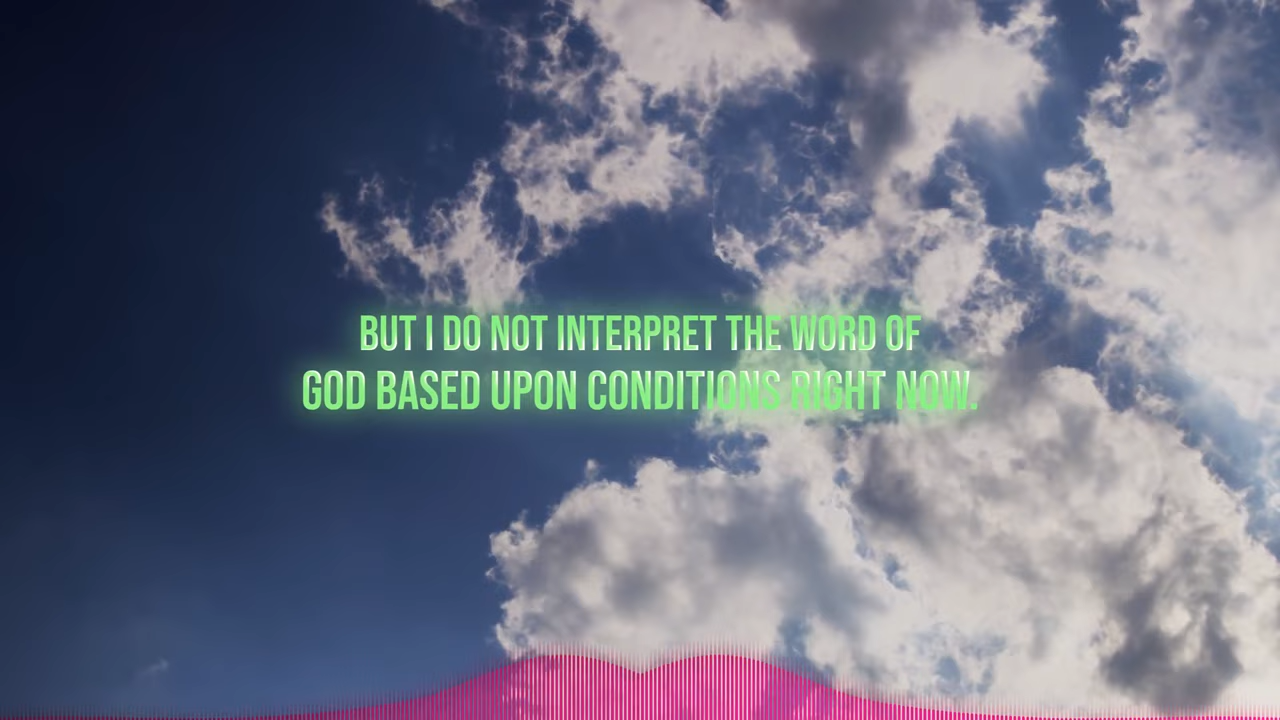 BUT I DO NOT INTERPRET THE WORD OF
GOD BASED UPON CONDITIONS RIGHT NOW.